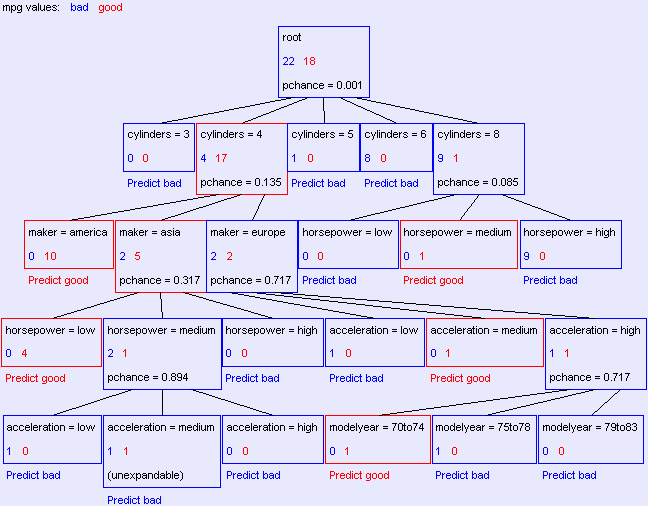 mpg values: bad good
root
22 18
pchance = 0.001
cylinders = 3
0 0
Predict bad
cylinders = 4
4 17
pchance = 0.135
cylinders = 5
1 0
Predict bad
cylinders = 6
8 0
Predict bad
cylinders = 8
9 1
pchance = 0.085
maker = america
0 10
Predict good
maker = asia
2 5
pchance = 0.317
maker = europe
2 2
pchance = 0.717
horsepower = low
0 0
Predict bad
horsepower = medium
0 1
Predict good
horsepower = high
9 0
Predict bad
horsepower = low
0 4
Predict good
horsepower = medium
2 1
pchance = 0.894
horsepower = high
0 0
Predict bad
acceleration = low
1 0
Predict bad
acceleration = medium
0 1
Predict good
acceleration = high
1 1
pchance = 0.717
acceleration = low
1 0
Predict bad
acceleration = medium
1 1
(unexpandable)
Predict bad
acceleration = high
0 0
Predict bad
modelyear = 70to74
0 1
Predict good
modelyear = 75to78
1 0
Predict bad
modelyear = 79to83
0 0
Predict bad